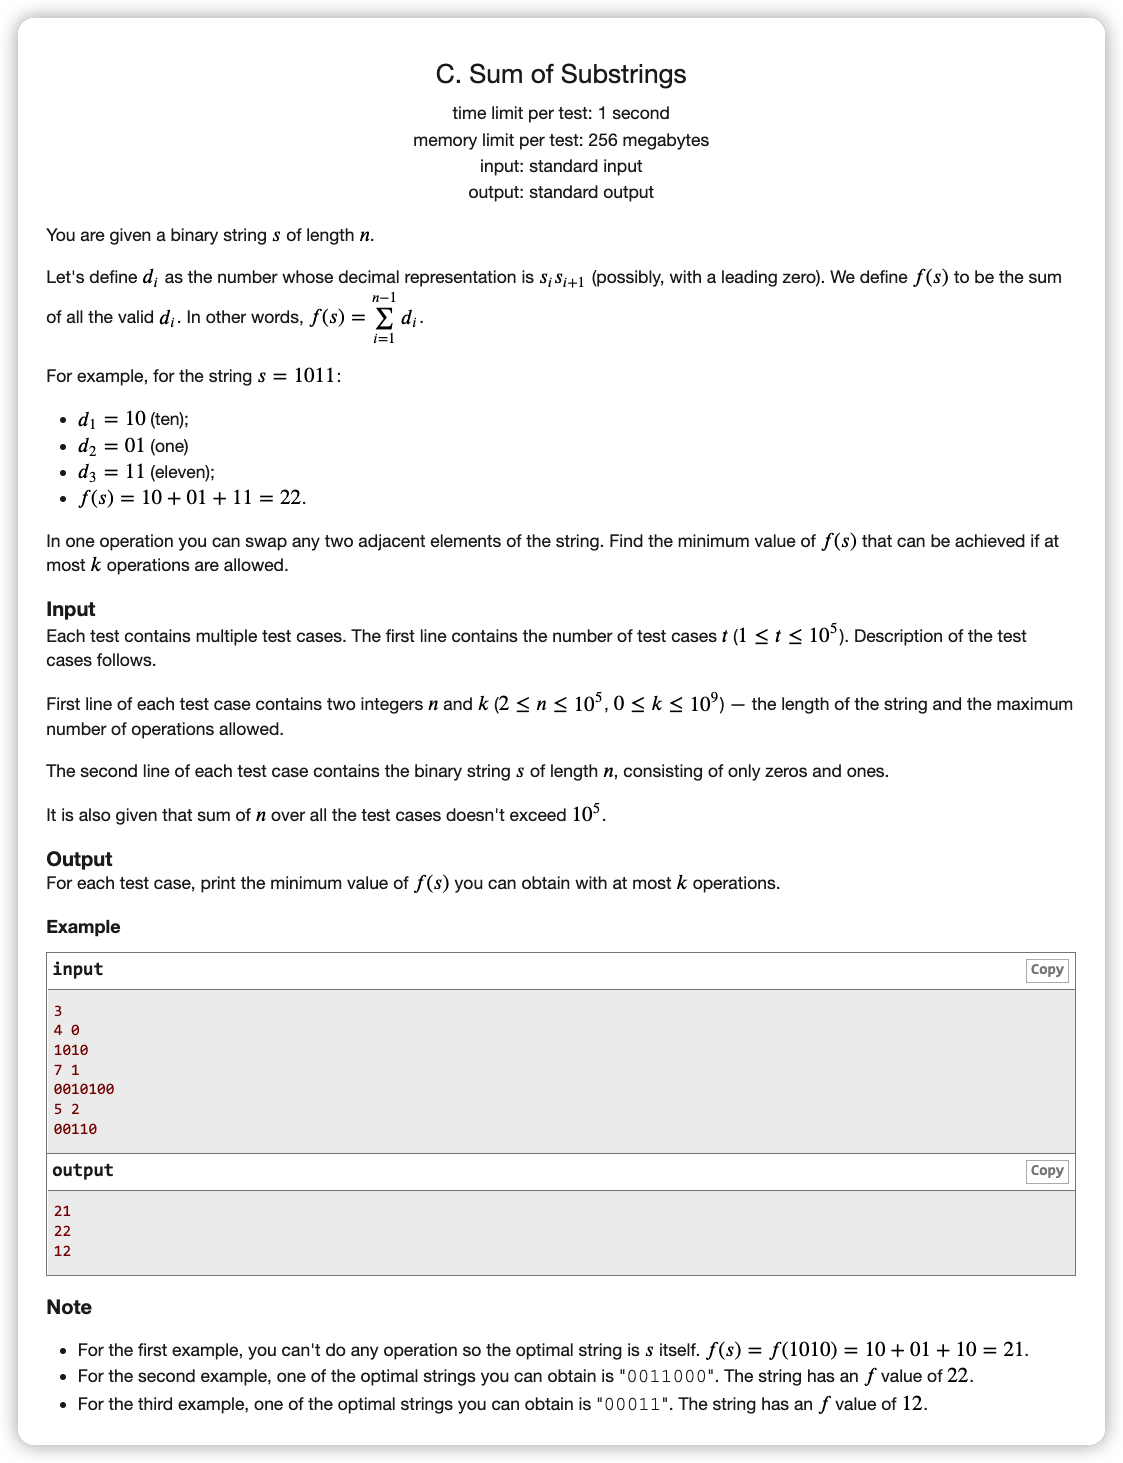 C. Sum of Substrings
time limit per test: 1 second
memory limit per test: 256 megabytes
input: standard input
output: standard output
You are given a binary string s of length n.
Let's define d_i as the number whose decimal representation is s_i s_{i+1} (possibly, with a leading zero). We define f(s) to be the sum
of all the valid d_i. In other words, f(s) = \sum_{i=1}^{n-1} d_i.
For example, for the string s = 1011:
• d_1 = 10 (ten);
• d_2 = 01 (one)
• d_3 = 11 (eleven);
• f(s) = 10 + 01 + 11 = 22.
In one operation you can swap any two adjacent elements of the string. Find the minimum value of f(s) that can be achieved if at
most k operations are allowed.
Input
Each test contains multiple test cases. The first line contains the number of test cases t (1 ≤ t ≤ 10^5). Description of the test
cases follows.
First line of each test case contains two integers n and k (2 ≤ n ≤ 10^5, 0 ≤ k ≤ 10^9) — the length of the string and the maximum
number of operations allowed.
The second line of each test case contains the binary string s of length n, consisting of only zeros and ones.
It is also given that sum of n over all the test cases doesn't exceed 10^5.
Output
For each test case, print the minimum value of f(s) you can obtain with at most k operations.
Example
input Copy
3
4 0
1010
7 1
0010100
5 2
00110
output Copy
21
22
12
Note
• For the first example, you can't do any operation so the optimal string is s itself. f(s) = f(1010) = 10 + 01 + 10 = 21.
• For the second example, one of the optimal strings you can obtain is "0011000". The string has an f value of 22.
• For the third example, one of the optimal strings you can obtain is "00011". The string has an f value of 12.